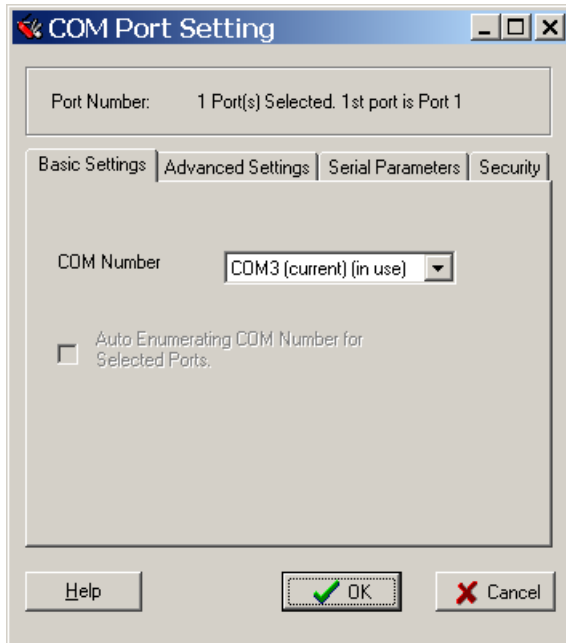 COM Port Setting
Port Number: 1 Port(s) Selected. 1st port is Port 1
Basic Settings Advanced Settings Serial Parameters Security
COM Number COM3 (current) (in use)
Auto Enumerating COM Number for
Selected Ports.
Help OK Cancel